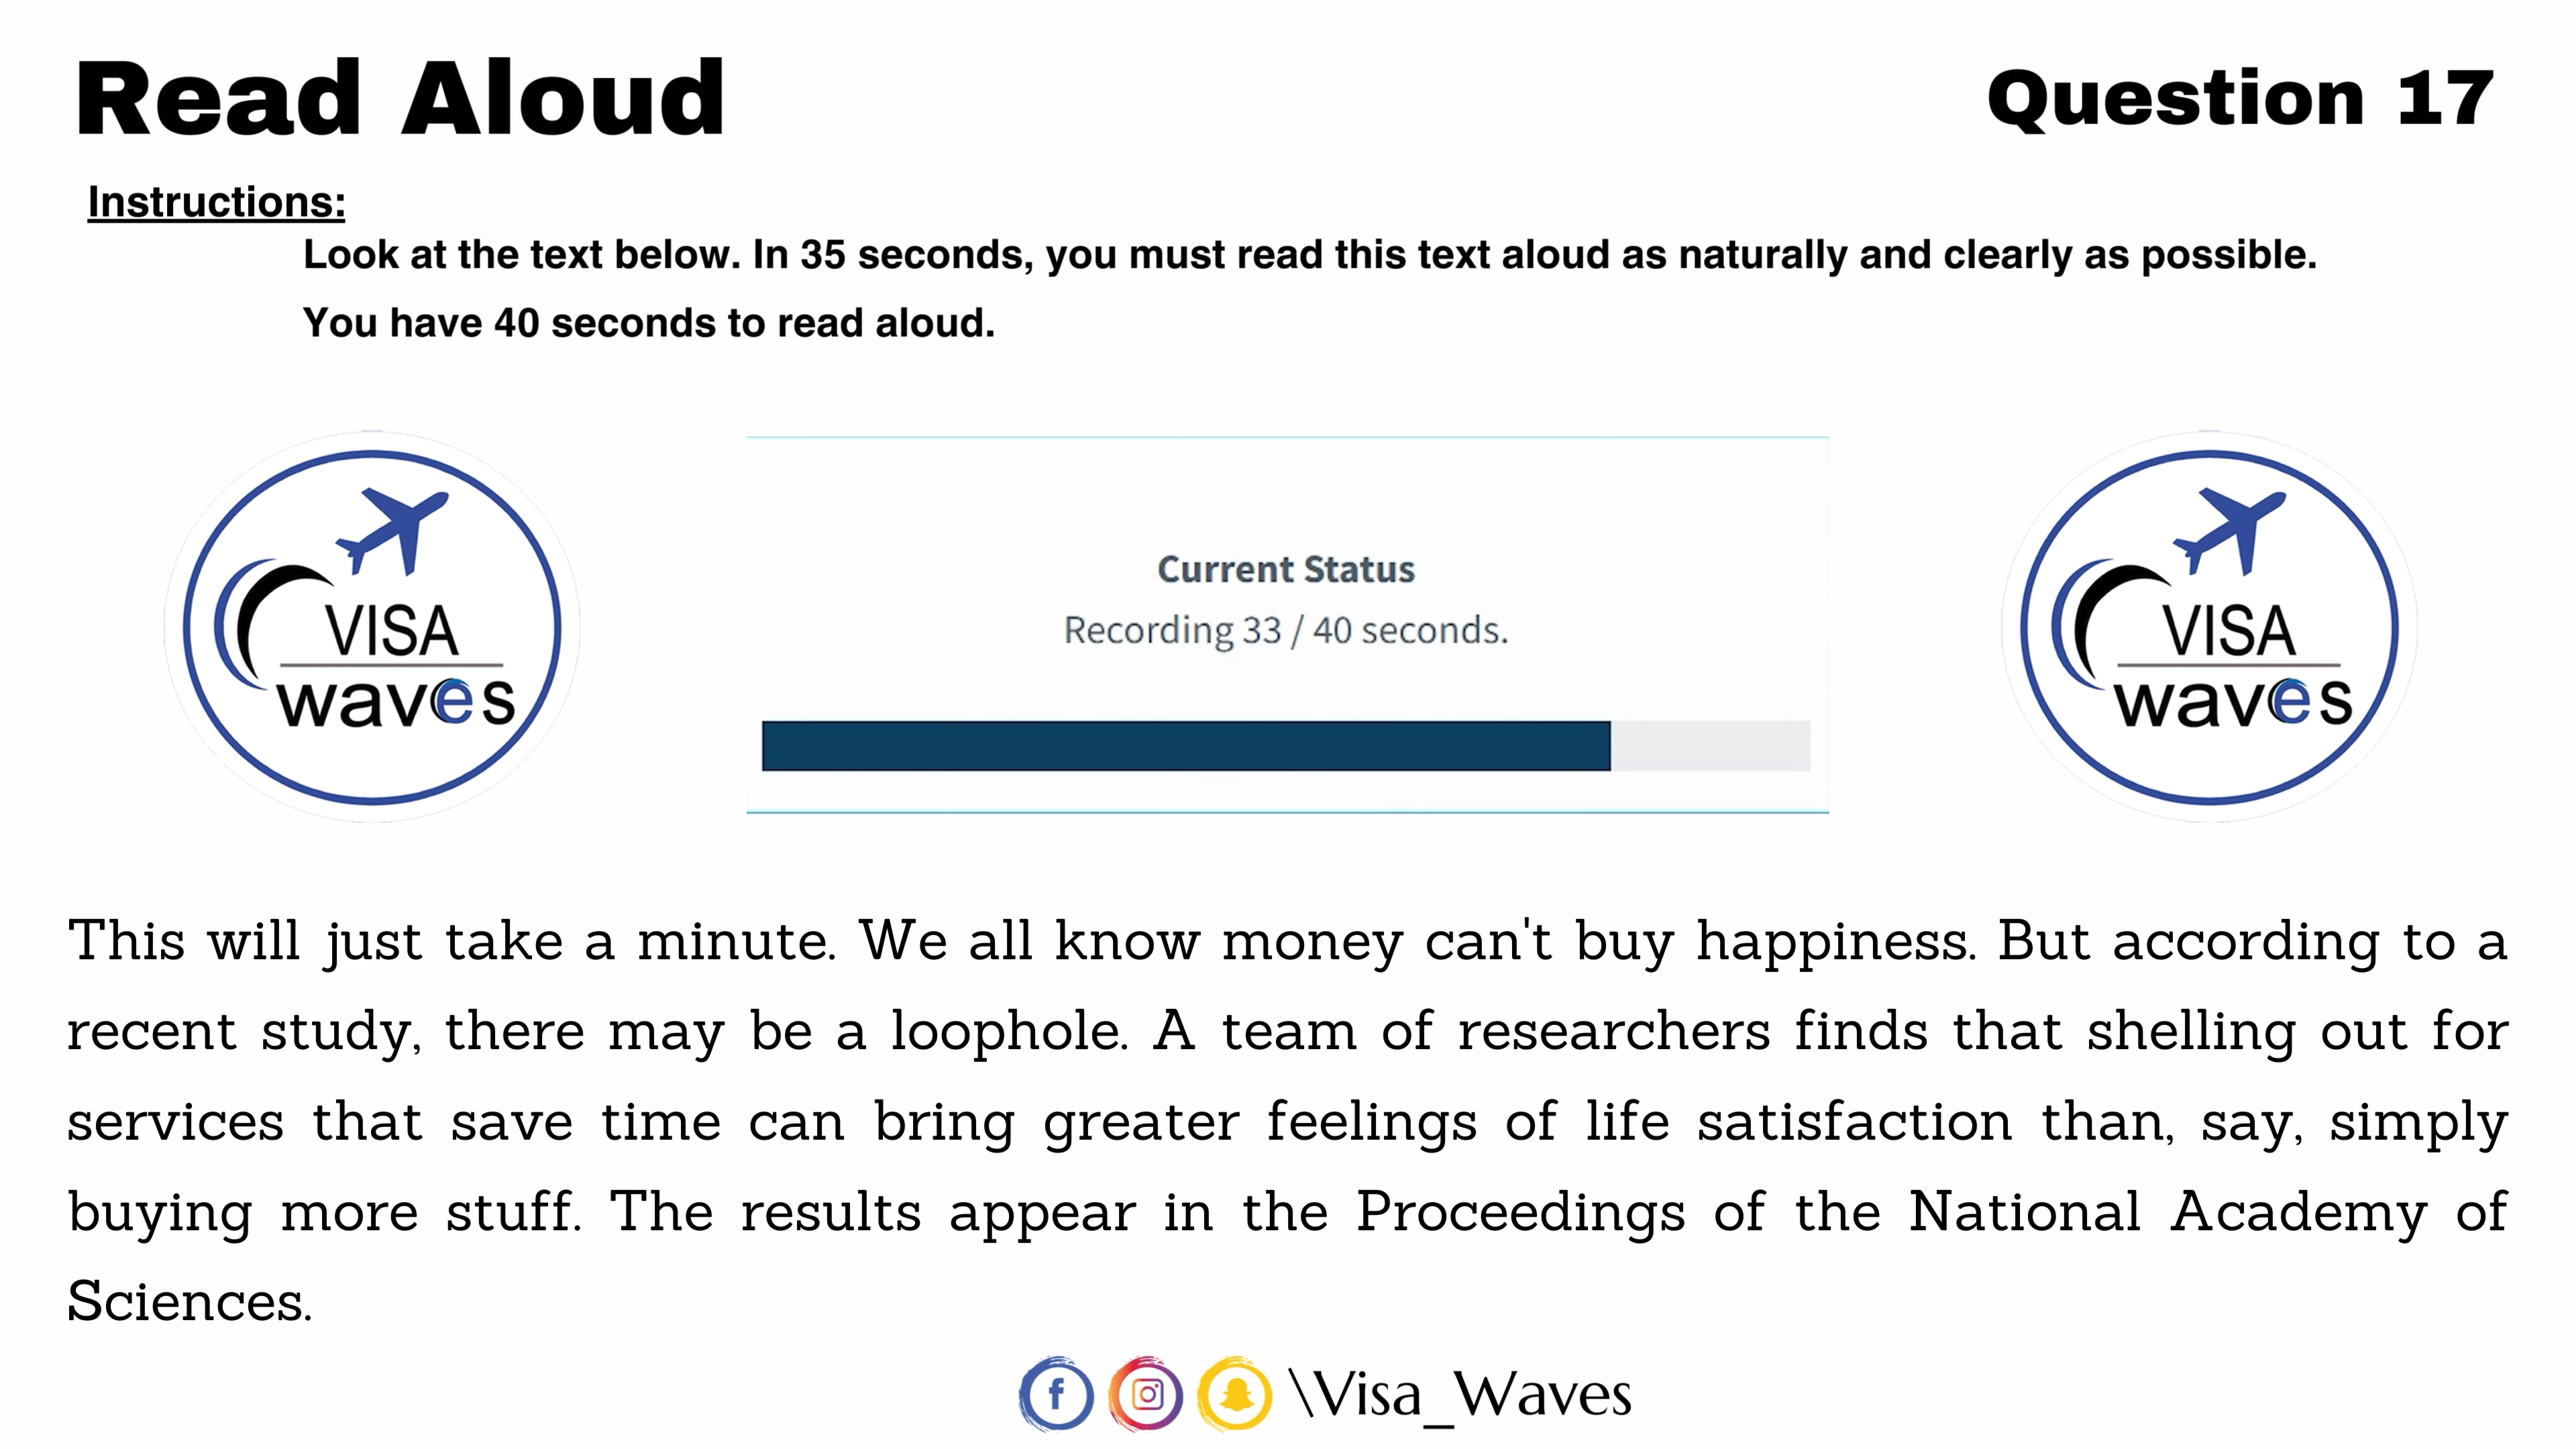 Read Aloud
Question 17
Instructions:
Look at the text below. In 35 seconds, you must read this text aloud as naturally and clearly as possible.
You have 40 seconds to read aloud.
VISA
waves
Current Status
Recording 33 / 40 seconds.
VISA
waves
This will just take a minute. We all know money can't buy happiness. But according to a
recent study, there may be a loophole. A team of researchers finds that shelling out for
services that save time can bring greater feelings of life satisfaction than, say, simply
buying more stuff. The results appear in the Proceedings of the National Academy of
Sciences.
\Visa_Waves